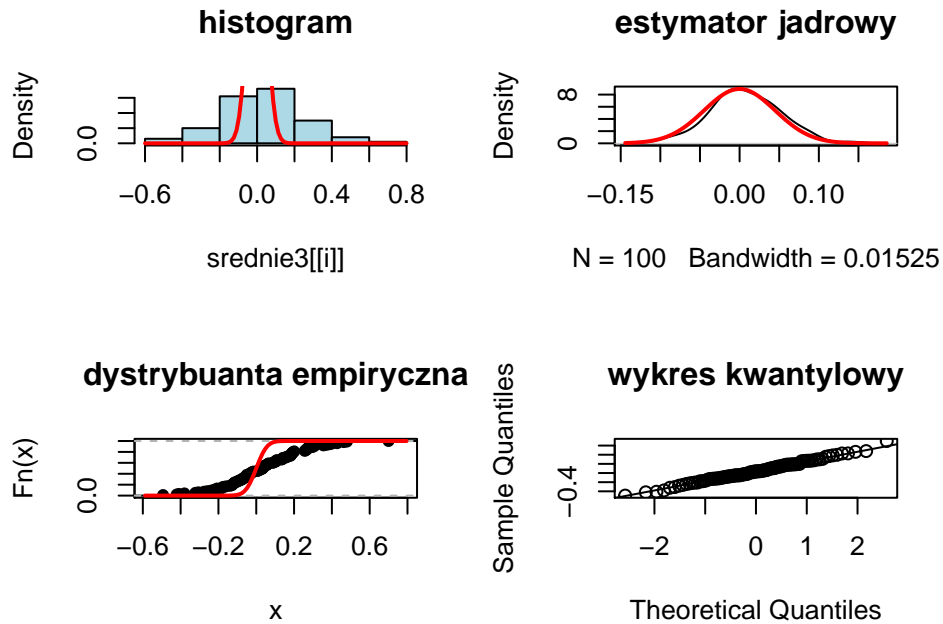 histogram
Density
0.0
−0.6 0.0 0.4 0.8
srednie3[[i]]
estymator jadrowy
Density
8
0
−0.15 0.00 0.10
N = 100 Bandwidth = 0.01525
dystrybuanta empiryczna
Fn(x)
0.0
−0.6 −0.2 0.2 0.6
x
wykres kwantylowy
Sample Quantiles
−0.4
−2 0 1 2
Theoretical Quantiles